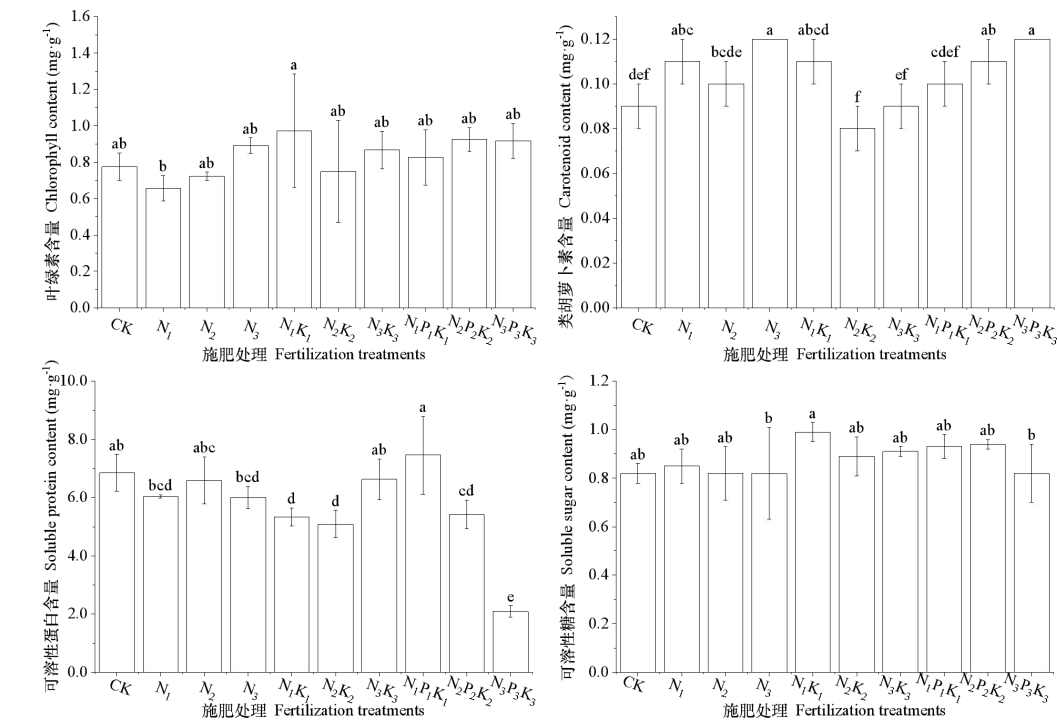 叶绿素含量 Chlorophyll content (mg·g⁻¹)
1.6
1.4
1.2
1.0
0.8
0.6
0.4
0.2
0.0
ab
b
ab
ab
a
ab
ab
ab
ab
ab
CK N₁ N₂ N₃ N₁K₁ N₂K₂ N₃K₃ N₁P₁K₁ N₂P₂K₂ N₃P₃K₃
施肥处理 Fertilization treatments
类胡萝卜素含量 Carotenoid content (mg·g⁻¹)
0.12
0.10
0.08
0.06
0.04
0.02
0.00
def
abc
bcde
a
abcd
f
ef
cdef
ab
a
CK N₁ N₂ N₃ N₁K₁ N₂K₂ N₃K₃ N₁P₁K₁ N₂P₂K₂ N₃P₃K₃
施肥处理 Fertilization treatments
可溶性蛋白含量 Soluble protein content (mg·g⁻¹)
10.0
8.0
6.0
4.0
2.0
0.0
ab
bcd
abc
bcd
d
d
ab
a
cd
e
CK N₁ N₂ N₃ N₁K₁ N₂K₂ N₃K₃ N₁P₁K₁ N₂P₂K₂ N₃P₃K₃
施肥处理 Fertilization treatments
可溶性糖含量 Soluble sugar content (mg·g⁻¹)
1.2
1.0
0.8
0.6
0.4
0.2
0.0
ab
ab
ab
b
a
ab
ab
ab
ab
b
CK N₁ N₂ N₃ N₁K₁ N₂K₂ N₃K₃ N₁P₁K₁ N₂P₂K₂ N₃P₃K₃
施肥处理 Fertilization treatments